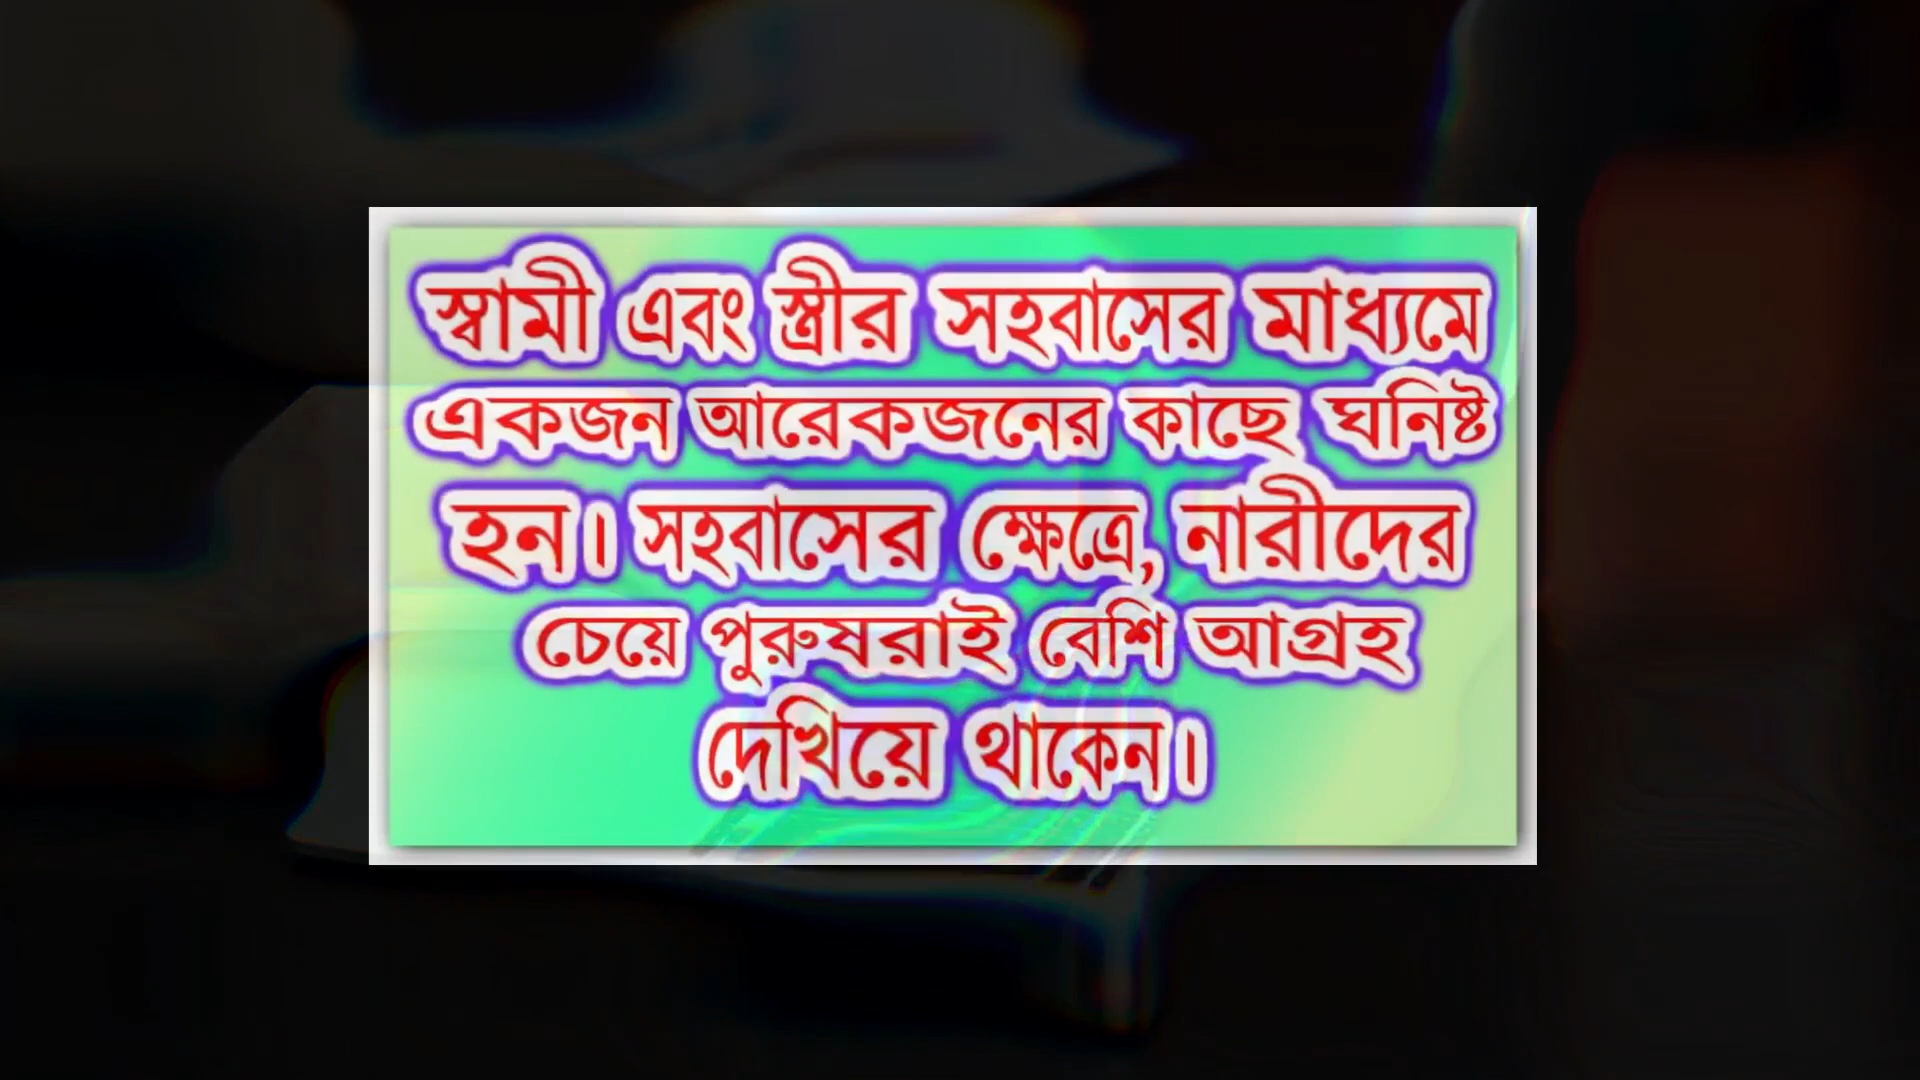 স্বামী এবং স্ত্রীর সহবাসের মাধ্যমে
একজন আরেকজনের কাছে ঘনিষ্ট
হন। সহবাসের ক্ষেত্রে, নারীদের
চেয়ে পুরুষরাই বেশি আগ্রহ
দেখিয়ে থাকেন।